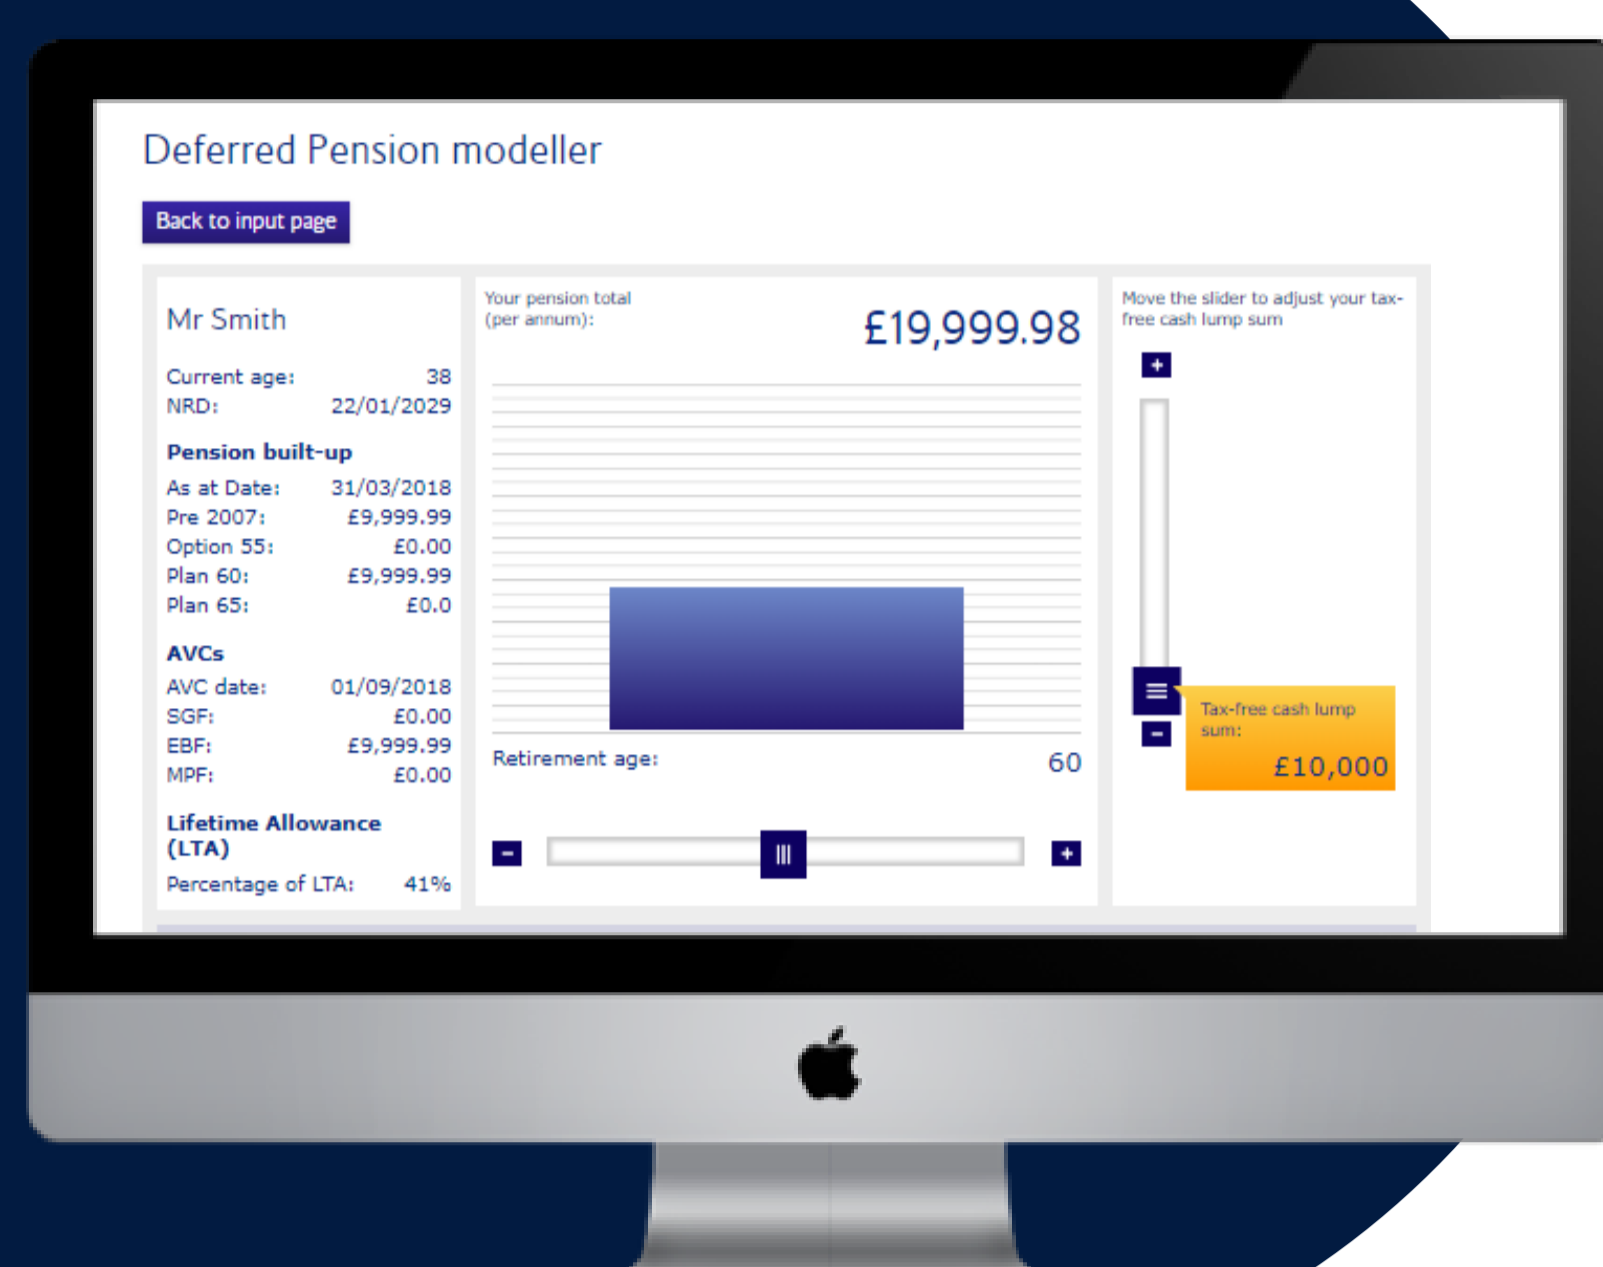 Deferred Pension modeller
Back to input page
Mr Smith
Current age: 38
NRD: 22/01/2029
Pension built-up
As at Date: 31/03/2018
Pre 2007: £9,999.99
Option 55: £0.00
Plan 60: £9,999.99
Plan 65: £0.0
AVCs
AVC date: 01/09/2018
SGF: £0.00
EBF: £9,999.99
MPF: £0.00
Lifetime Allowance
(LTA)
Percentage of LTA: 41%
Your pension total
(per annum):
£19,999.98
Retirement age: 60
- +
Move the slider to adjust your tax-
free cash lump sum
+
-
Tax-free cash lump
sum:
£10,000